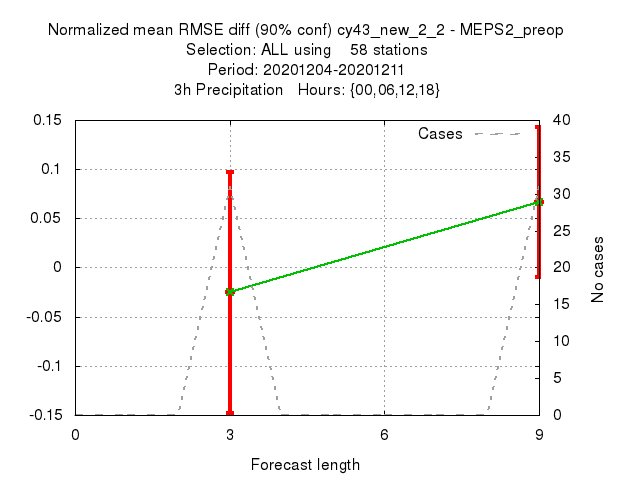 Normalized mean RMSE diff (90% conf) cy43_new_2_2 - MEPS2_preop
Selection: ALL using    58 stations
Period: 20201204-20201211
3h Precipitation   Hours: {00,06,12,18}
Cases
0.15
0.1
0.05
0
-0.05
-0.1
-0.15
40
35
30
25
20
15
10
5
0
No cases
0 3 6 9
Forecast length